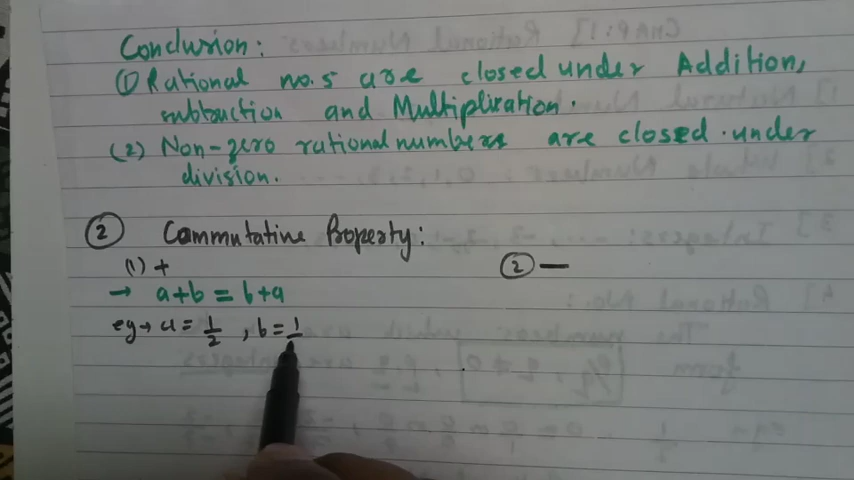 Conclusion:
(1) Rational no.s are closed under Addition,
subtraction and Multiplication.
(2) Non-zero rational numbers are closed under
division.
② Commutative Property:
(1) +
② —
→ a+b = b+a
eg → a = 1/2 , b = 1/